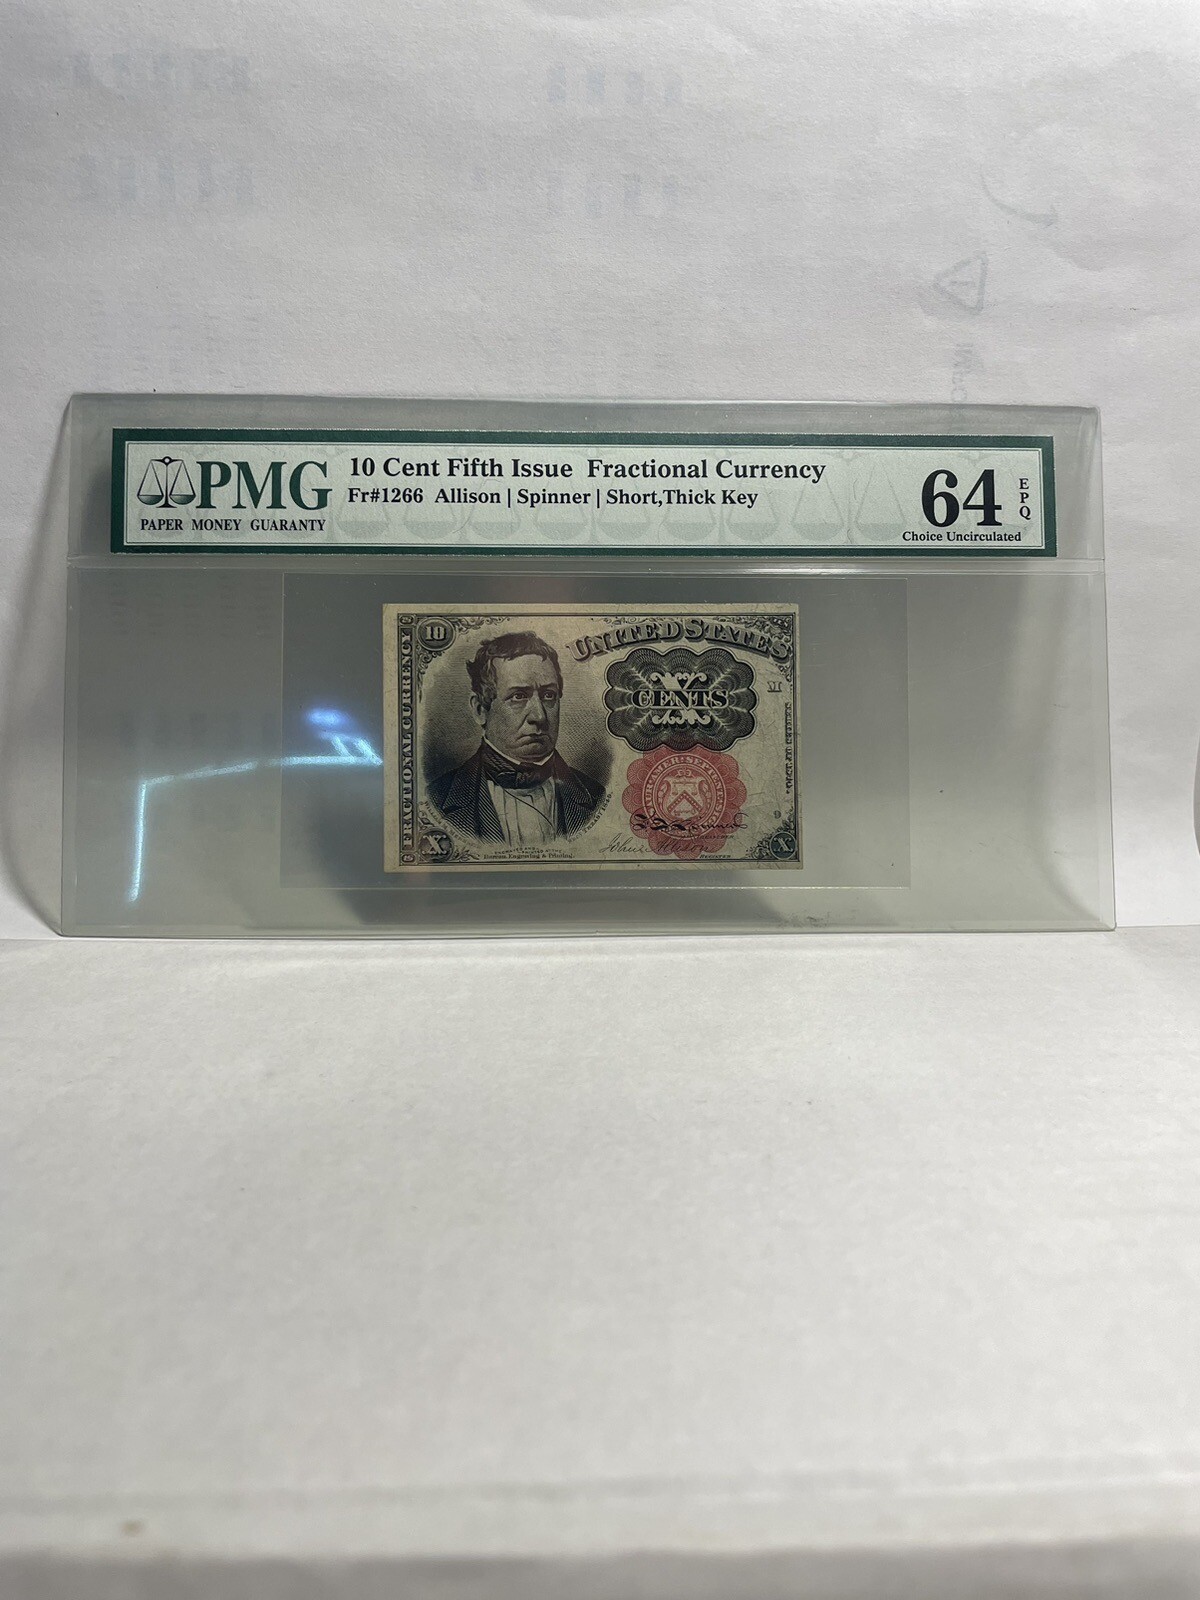 PMG
PAPER MONEY GUARANTY
10 Cent Fifth Issue Fractional Currency
Fr#1266 Allison | Spinner | Short,Thick Key
64
EPQ
Choice Uncirculated
FRACTIONAL CURRENCY
10
UNITED STATES
X
CENTS
M
9
X
Bureau, Engraving & Printing.
X